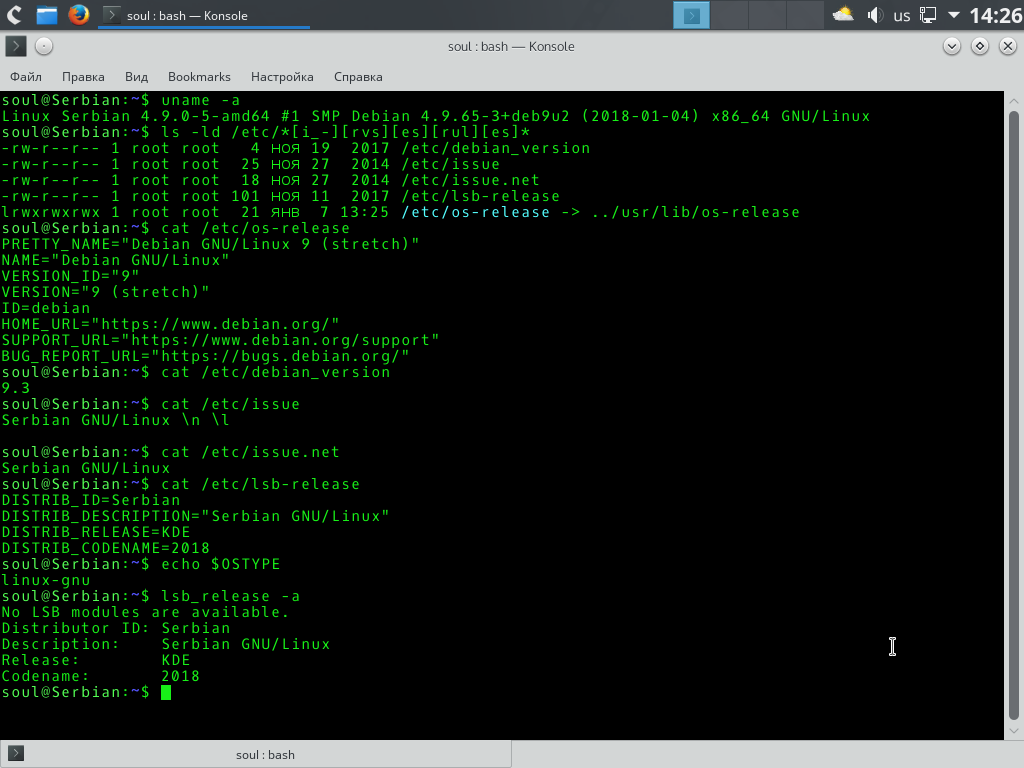 soul : bash — Konsole
us
14:26
soul : bash — Konsole
Файл Правка Вид Bookmarks Настройка Справка
soul@Serbian:~$ uname -a
Linux Serbian 4.9.0-5-amd64 #1 SMP Debian 4.9.65-3+deb9u2 (2018-01-04) x86_64 GNU/Linux
soul@Serbian:~$ ls -ld /etc/*[i_-][rvs][es][rul][es]*
-rw-r--r-- 1 root root   4 ноя 19  2017 /etc/debian_version
-rw-r--r-- 1 root root  25 ноя 27  2014 /etc/issue
-rw-r--r-- 1 root root  18 ноя 27  2014 /etc/issue.net
-rw-r--r-- 1 root root 101 ноя 11  2017 /etc/lsb-release
lrwxrwxrwx 1 root root  21 янв  7 13:25 /etc/os-release -> ../usr/lib/os-release
soul@Serbian:~$ cat /etc/os-release
PRETTY_NAME="Debian GNU/Linux 9 (stretch)"
NAME="Debian GNU/Linux"
VERSION_ID="9"
VERSION="9 (stretch)"
ID=debian
HOME_URL="https://www.debian.org/"
SUPPORT_URL="https://www.debian.org/support"
BUG_REPORT_URL="https://bugs.debian.org/"
soul@Serbian:~$ cat /etc/debian_version
9.3
soul@Serbian:~$ cat /etc/issue
Serbian GNU/Linux \n \l
soul@Serbian:~$ cat /etc/issue.net
Serbian GNU/Linux
soul@Serbian:~$ cat /etc/lsb-release
DISTRIB_ID=Serbian
DISTRIB_DESCRIPTION="Serbian GNU/Linux"
DISTRIB_RELEASE=KDE
DISTRIB_CODENAME=2018
soul@Serbian:~$ echo $OSTYPE
linux-gnu
soul@Serbian:~$ lsb_release -a
No LSB modules are available.
Distributor ID: Serbian
Description:    Serbian GNU/Linux
Release:        KDE
Codename:       2018
soul@Serbian:~$
soul : bash